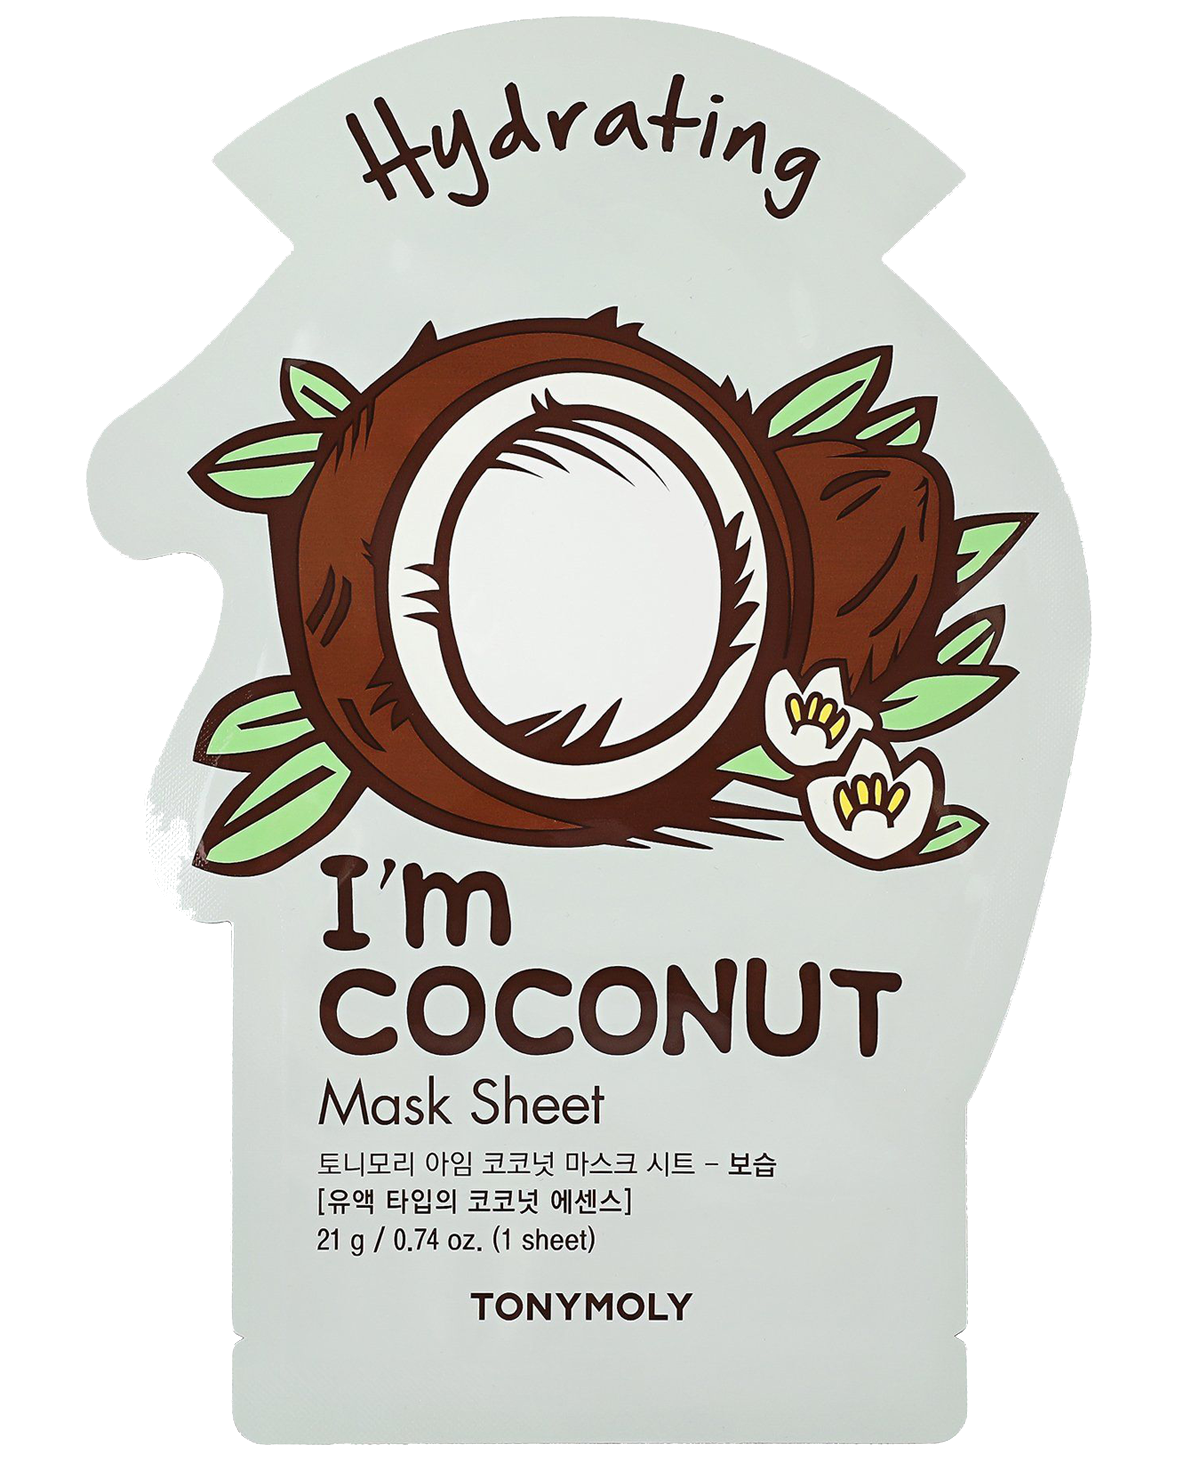 Hydrating
I'm
COCONUT
Mask Sheet
토니모리 아임 코코넛 마스크 시트 - 보습
[유액 타입의 코코넛 에센스]
21 g / 0.74 oz. (1 sheet)
TONYMOLY